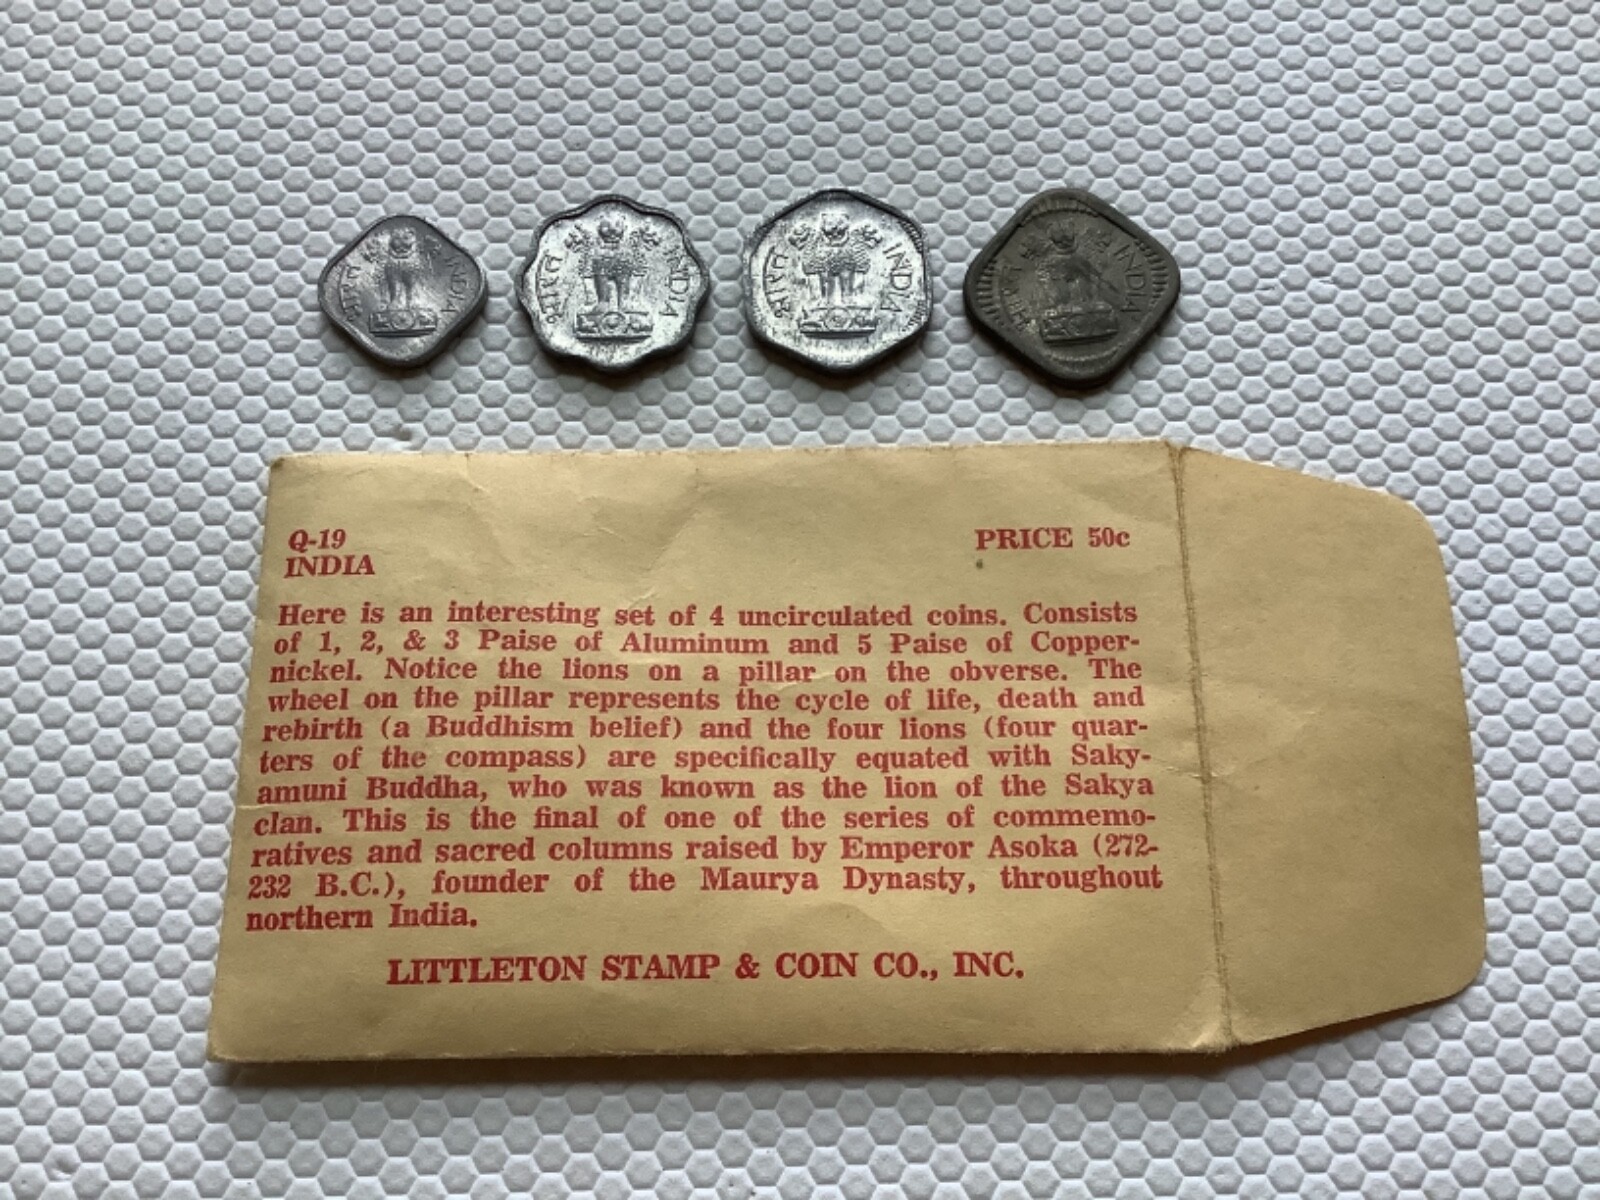 भारत INDIA
भारत INDIA
भारत INDIA
भारत INDIA
Q-19 PRICE 50c
INDIA
Here is an interesting set of 4 uncirculated coins. Consists
of 1, 2, & 3 Paise of Aluminum and 5 Paise of Copper-
nickel. Notice the lions on a pillar on the obverse. The
wheel on the pillar represents the cycle of life, death and
rebirth (a Buddhism belief) and the four lions (four quar-
ters of the compass) are specifically equated with Saky-
amuni Buddha, who was known as the lion of the Sakya
clan. This is the final of one of the series of commemo-
ratives and sacred columns raised by Emperor Asoka (272-
232 B.C.), founder of the Maurya Dynasty, throughout
northern India.
LITTLETON STAMP & COIN CO., INC.